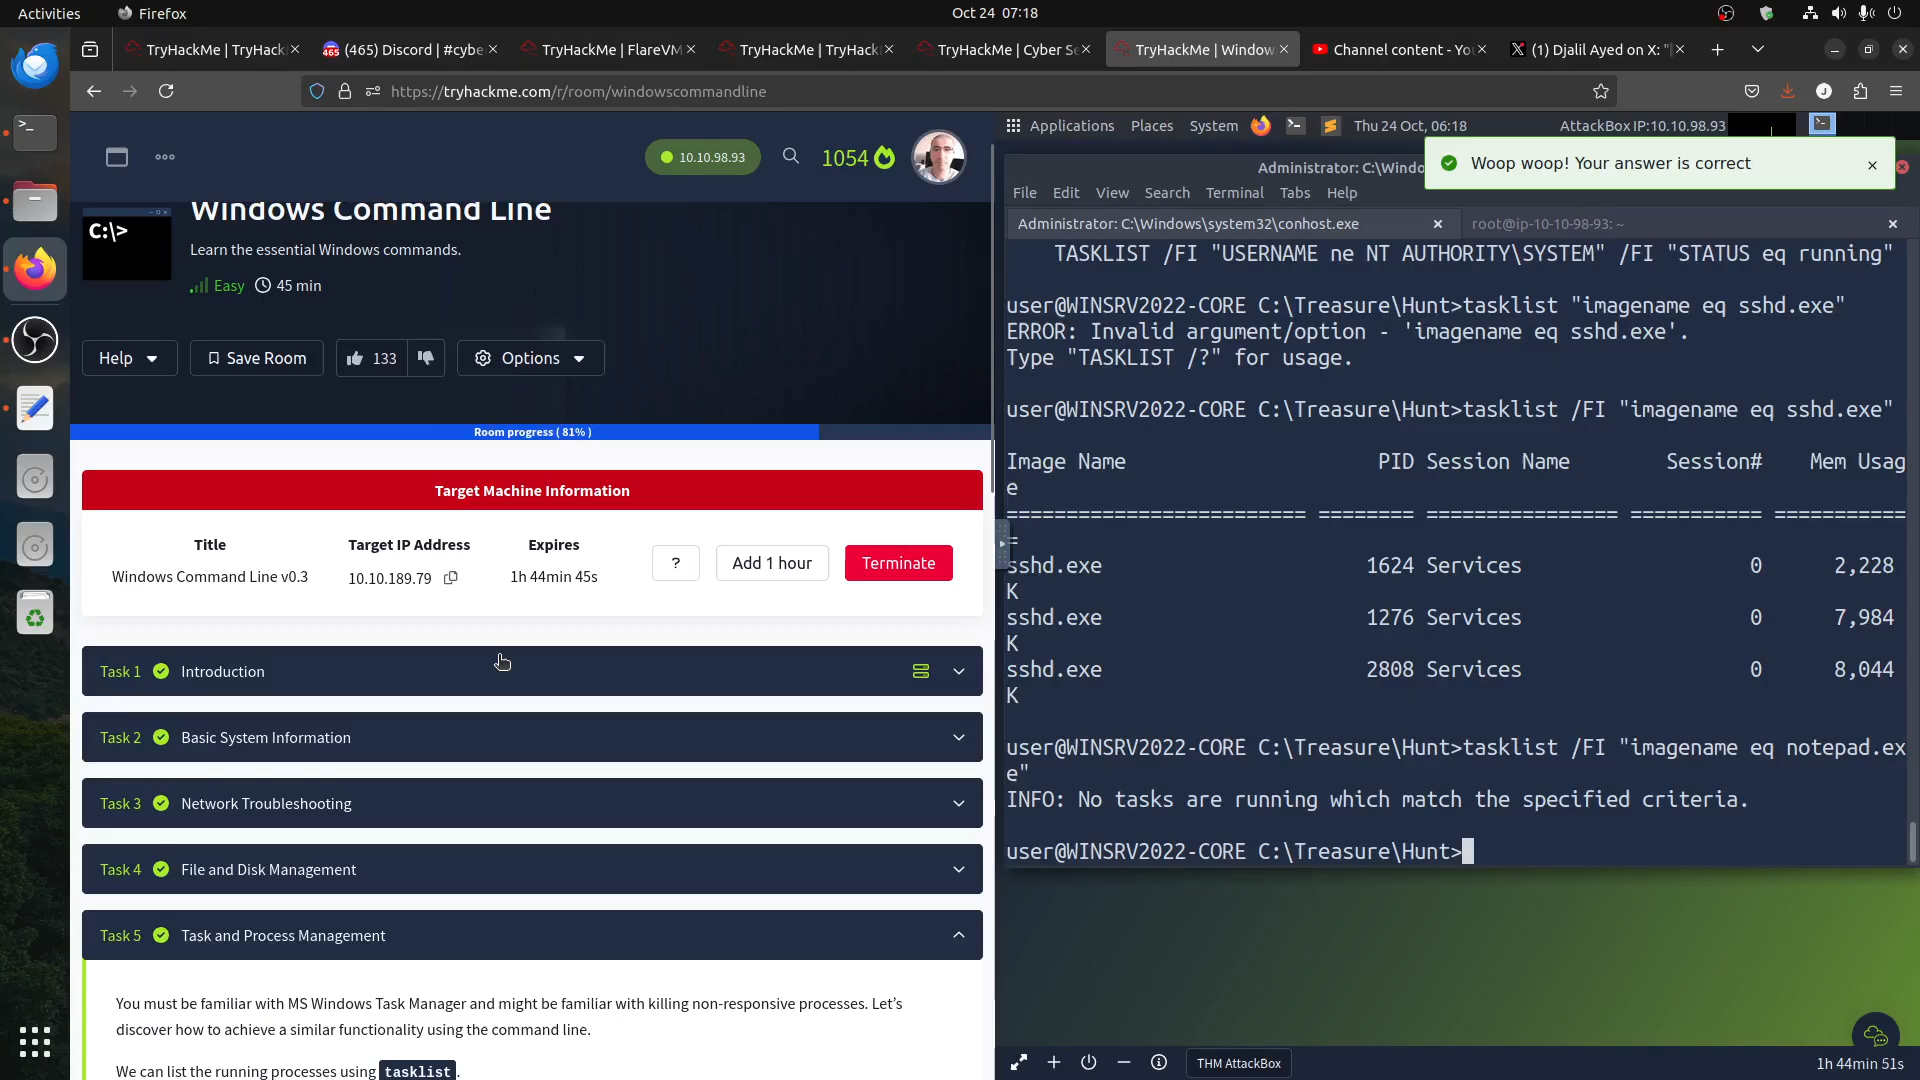 Activities
Firefox
Oct 24 07:18
TryHackMe | TryHack
465
(465) Discord | #cybe
TryHackMe | FlareVM
TryHackMe | TryHack
TryHackMe | Cyber Se
TryHackMe | Window
Channel content - You
(1) Djalil Ayed on X: "
https://tryhackme.com/r/room/windowscommandline
J
10.10.98.93
1054
Applications
Places
System
Thu 24 Oct, 06:18
AttackBox IP:10.10.98.93
Woop woop! Your answer is correct
C:\>
Windows Command Line
Learn the essential Windows commands.
Easy
45 min
Help
Save Room
133
Options
Room progress ( 81% )
Target Machine Information
Title
Target IP Address
Expires
Windows Command Line v0.3
10.10.189.79
1h 44min 45s
?
Add 1 hour
Terminate
Task 1
Introduction
Task 2
Basic System Information
Task 3
Network Troubleshooting
Task 4
File and Disk Management
Task 5
Task and Process Management
You must be familiar with MS Windows Task Manager and might be familiar with killing non-responsive processes. Let’s
discover how to achieve a similar functionality using the command line.
We can list the running processes using tasklist.
Administrator: C:\Windo
File
Edit
View
Search
Terminal
Tabs
Help
Administrator: C:\Windows\system32\conhost.exe
root@ip-10-10-98-93: ~
TASKLIST /FI "USERNAME ne NT AUTHORITY\SYSTEM" /FI "STATUS eq running"
user@WINSRV2022-CORE C:\Treasure\Hunt>tasklist "imagename eq sshd.exe"
ERROR: Invalid argument/option - 'imagename eq sshd.exe'.
Type "TASKLIST /?" for usage.
user@WINSRV2022-CORE C:\Treasure\Hunt>tasklist /FI "imagename eq sshd.exe"
Image Name PID Session Name Session# Mem Usag
e
========================= ======== ================ =========== ===========
=
sshd.exe 1624 Services 0 2,228
K
sshd.exe 1276 Services 0 7,984
K
sshd.exe 2808 Services 0 8,044
K
user@WINSRV2022-CORE C:\Treasure\Hunt>tasklist /FI "imagename eq notepad.ex
e"
INFO: No tasks are running which match the specified criteria.
user@WINSRV2022-CORE C:\Treasure\Hunt>
THM AttackBox
1h 44min 51s